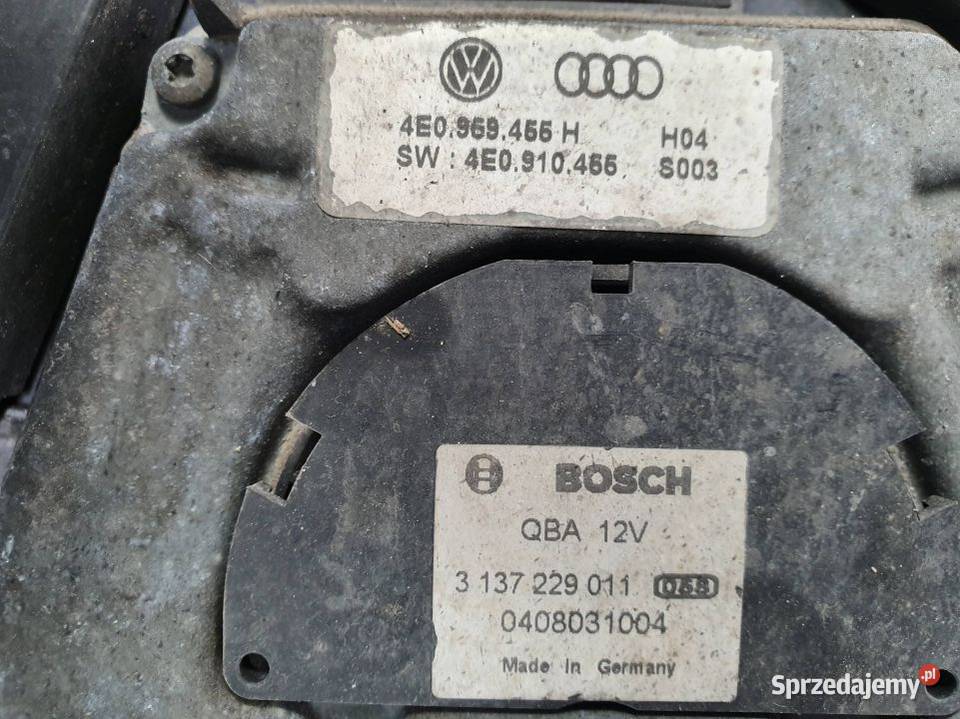 4E0.959.455 H H04
SW : 4E0.910.455 S003
BOSCH
QBA 12V
3 137 229 011
0408031004
Made in Germany
Sprzedajemy.pl